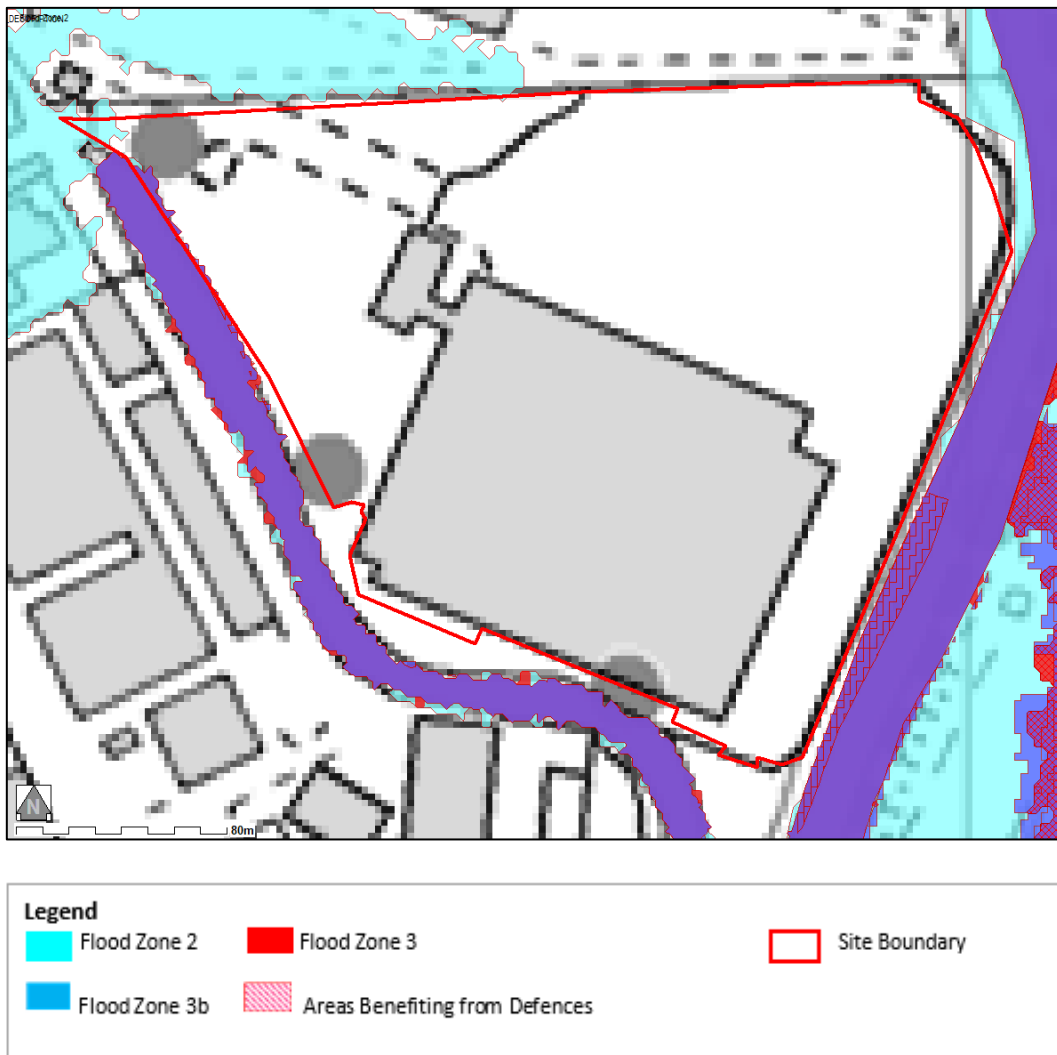 N
80m
Legend
Flood Zone 2
Flood Zone 3
Site Boundary
Flood Zone 3b
Areas Benefiting from Defences